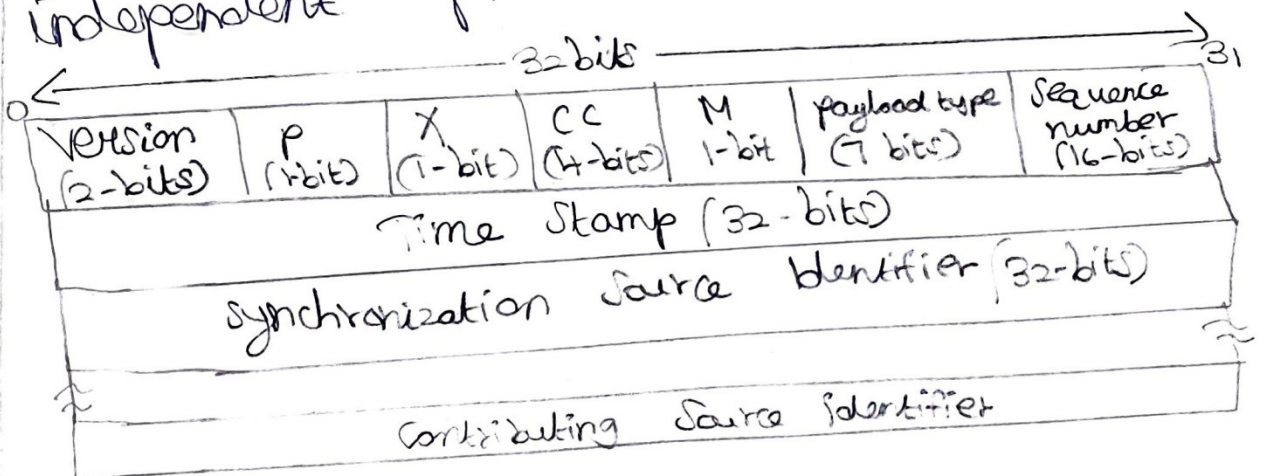 independent
0 32 bits 31
Version (2-bits) P (1-bit) X (1-bit) CC (4-bits) M 1-bit payload type (7 bits) Sequence number (16-bits)
Time Stamp (32-bits)
Synchronization Source Identifier (32-bits)
Contributing Source identifier